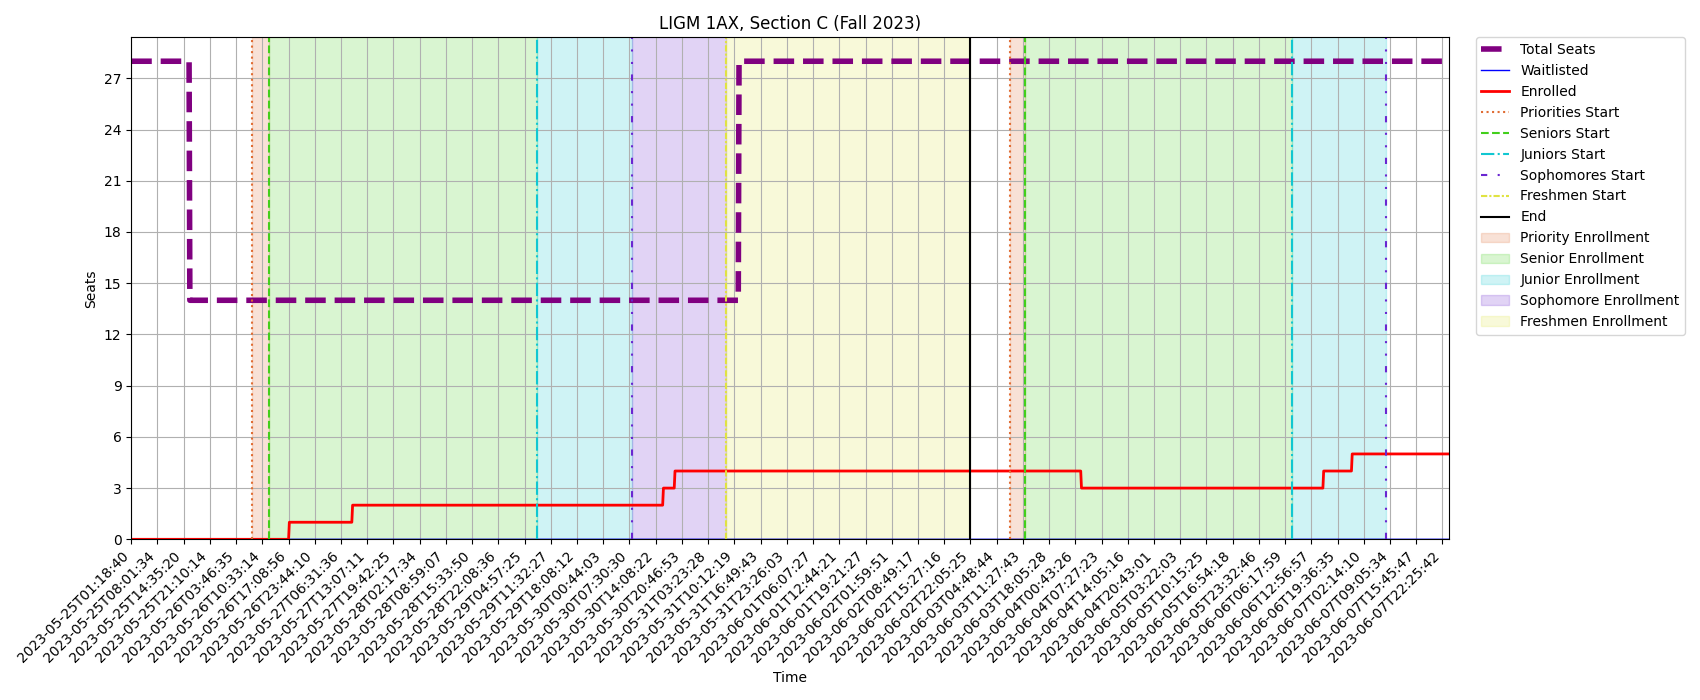 LIGM 1AX, Section C (Fall 2023)
Seats
27
24
21
18
15
12
9
6
3
0
2023-05-25T01:18:40
2023-05-25T08:01:34
2023-05-25T14:35:20
2023-05-25T21:10:14
2023-05-26T03:46:35
2023-05-26T10:33:14
2023-05-26T17:08:56
2023-05-26T23:44:10
2023-05-27T06:31:36
2023-05-27T13:07:11
2023-05-27T19:42:25
2023-05-28T02:17:34
2023-05-28T08:59:07
2023-05-28T15:33:50
2023-05-28T22:08:36
2023-05-29T04:57:25
2023-05-29T11:32:27
2023-05-29T18:08:12
2023-05-30T00:44:03
2023-05-30T07:30:30
2023-05-30T14:08:22
2023-05-30T20:46:53
2023-05-31T03:23:28
2023-05-31T10:12:19
2023-05-31T16:49:43
2023-05-31T23:26:03
2023-06-01T06:07:27
2023-06-01T12:44:21
2023-06-01T19:21:27
2023-06-02T01:59:51
2023-06-02T08:49:17
2023-06-02T15:27:16
2023-06-02T22:05:25
2023-06-03T04:48:44
2023-06-03T11:27:43
2023-06-03T18:05:28
2023-06-04T00:43:26
2023-06-04T07:27:23
2023-06-04T14:05:16
2023-06-04T20:43:01
2023-06-05T03:22:03
2023-06-05T10:15:25
2023-06-05T16:54:18
2023-06-05T23:32:46
2023-06-06T06:17:59
2023-06-06T12:56:57
2023-06-06T19:36:35
2023-06-07T02:14:10
2023-06-07T09:05:34
2023-06-07T15:45:47
2023-06-07T22:25:42
Time
Total Seats
Waitlisted
Enrolled
Priorities Start
Seniors Start
Juniors Start
Sophomores Start
Freshmen Start
End
Priority Enrollment
Senior Enrollment
Junior Enrollment
Sophomore Enrollment
Freshmen Enrollment